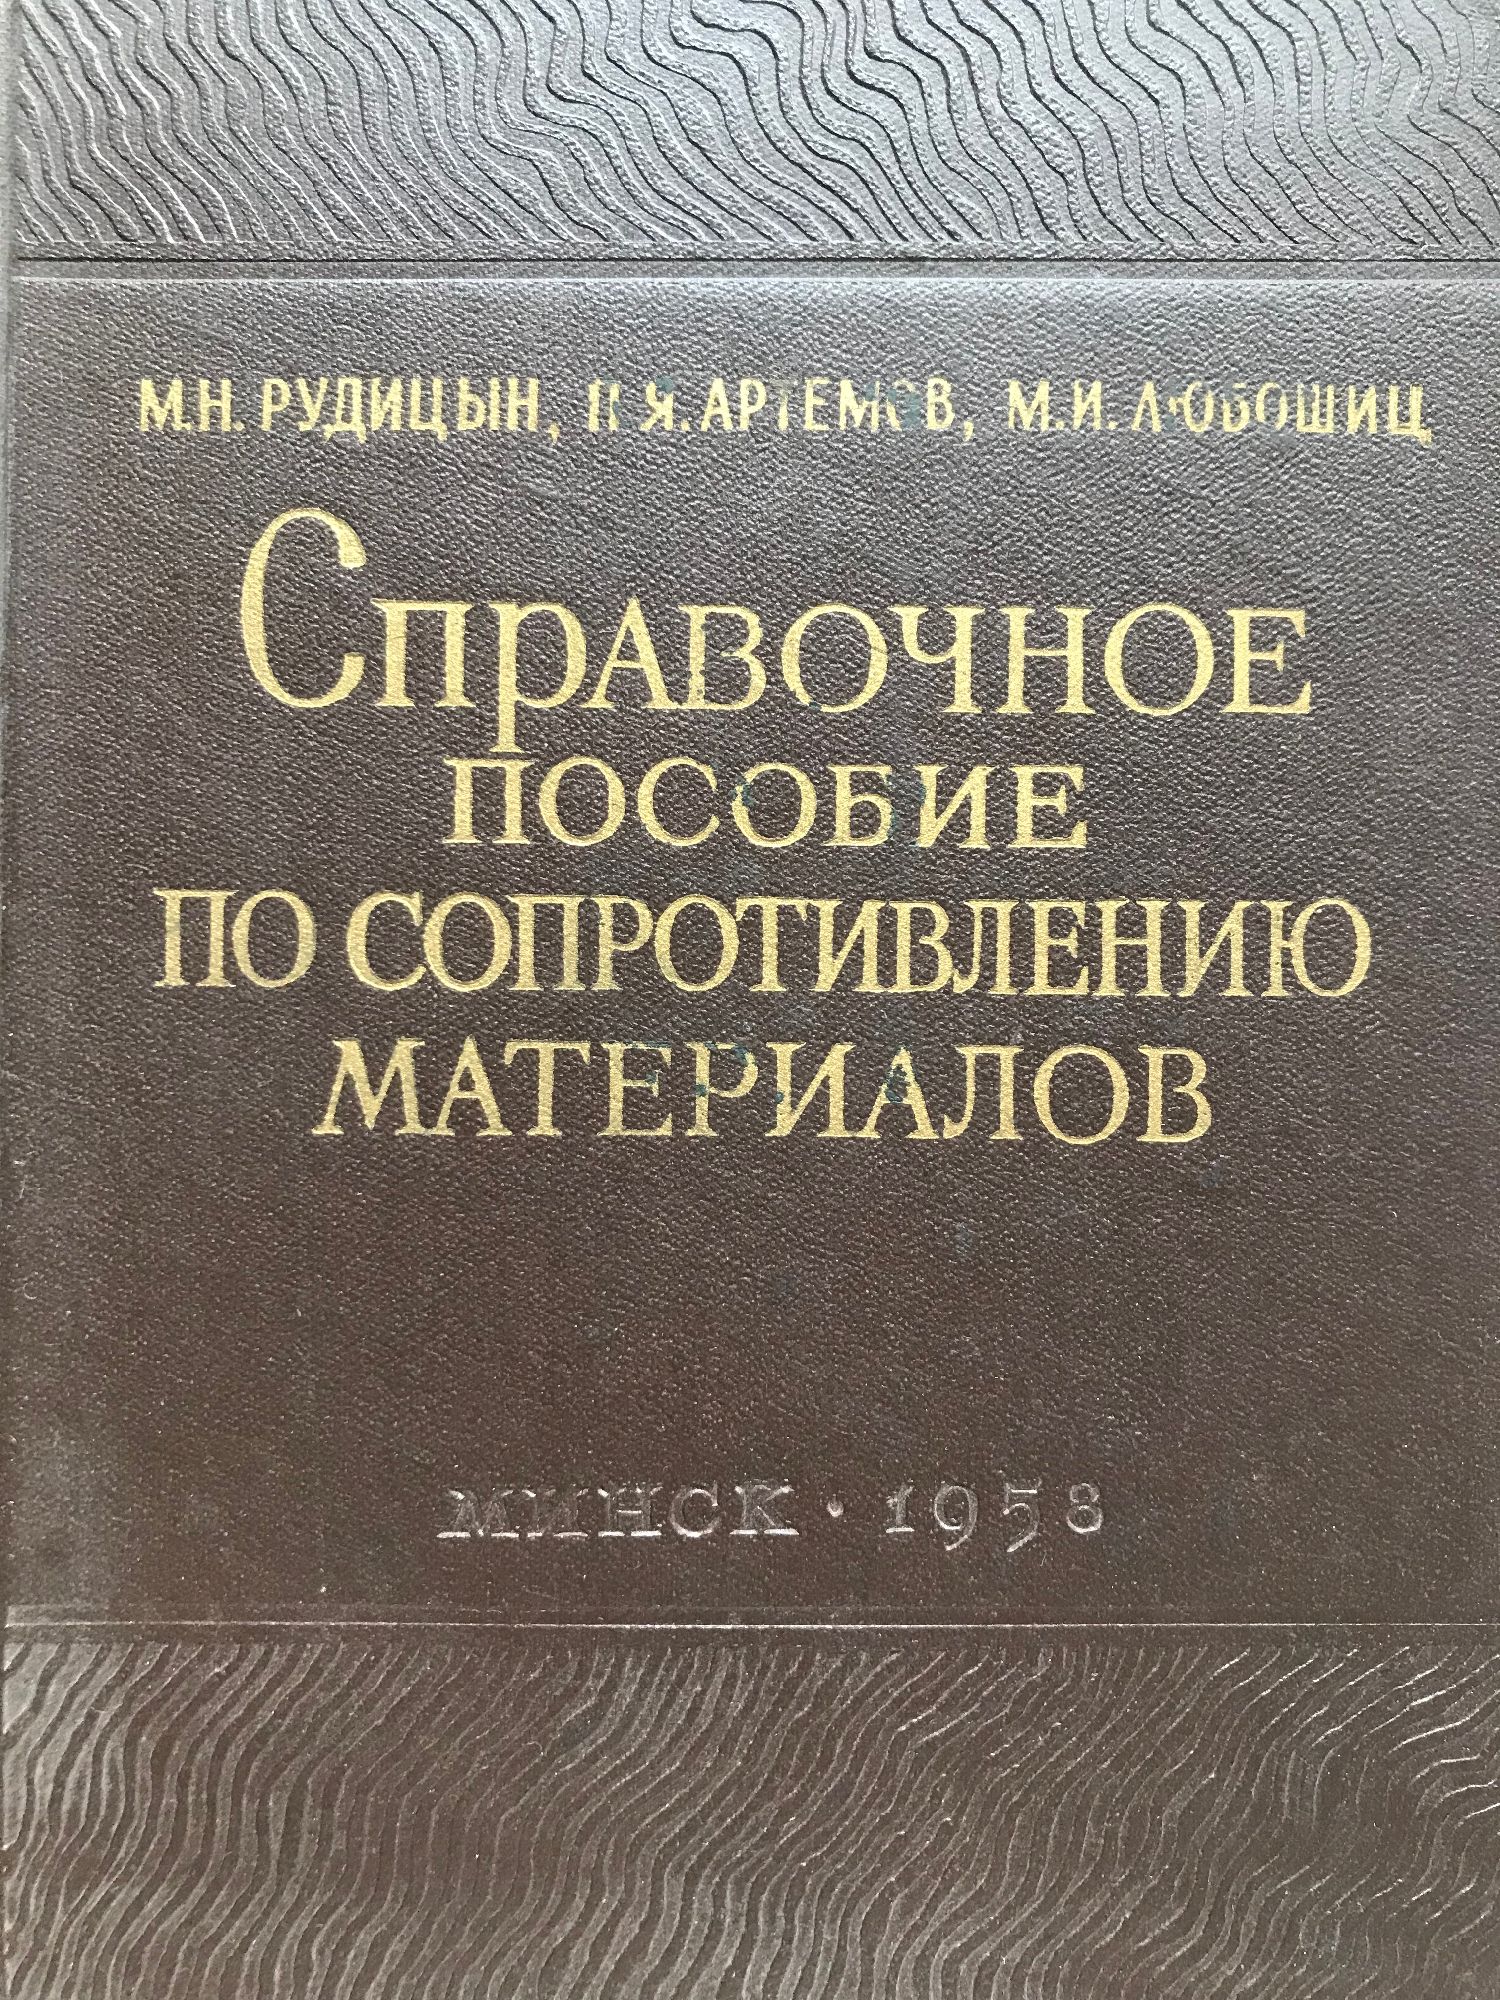 М.Н. РУДИЦЫН, П.Я. АРТЕМОВ, М.И. ЛЮБОШИЦ
СПРАВОЧНОЕ
ПОСОБИЕ
ПО СОПРОТИВЛЕНИЮ
МАТЕРИАЛОВ
МИНСК · 1958